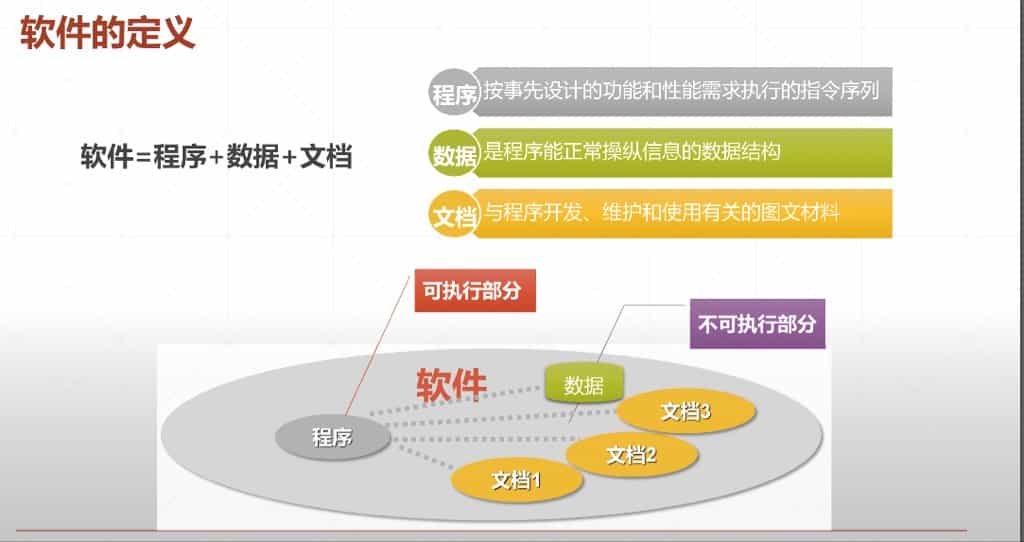 软件的定义
软件=程序+数据+文档
程序 按事先设计的功能和性能需求执行的指令序列
数据 是程序能正常操纵信息的数据结构
文档 与程序开发、维护和使用有关的图文材料
可执行部分
不可执行部分
软件
数据
文档3
程序
文档2
文档1